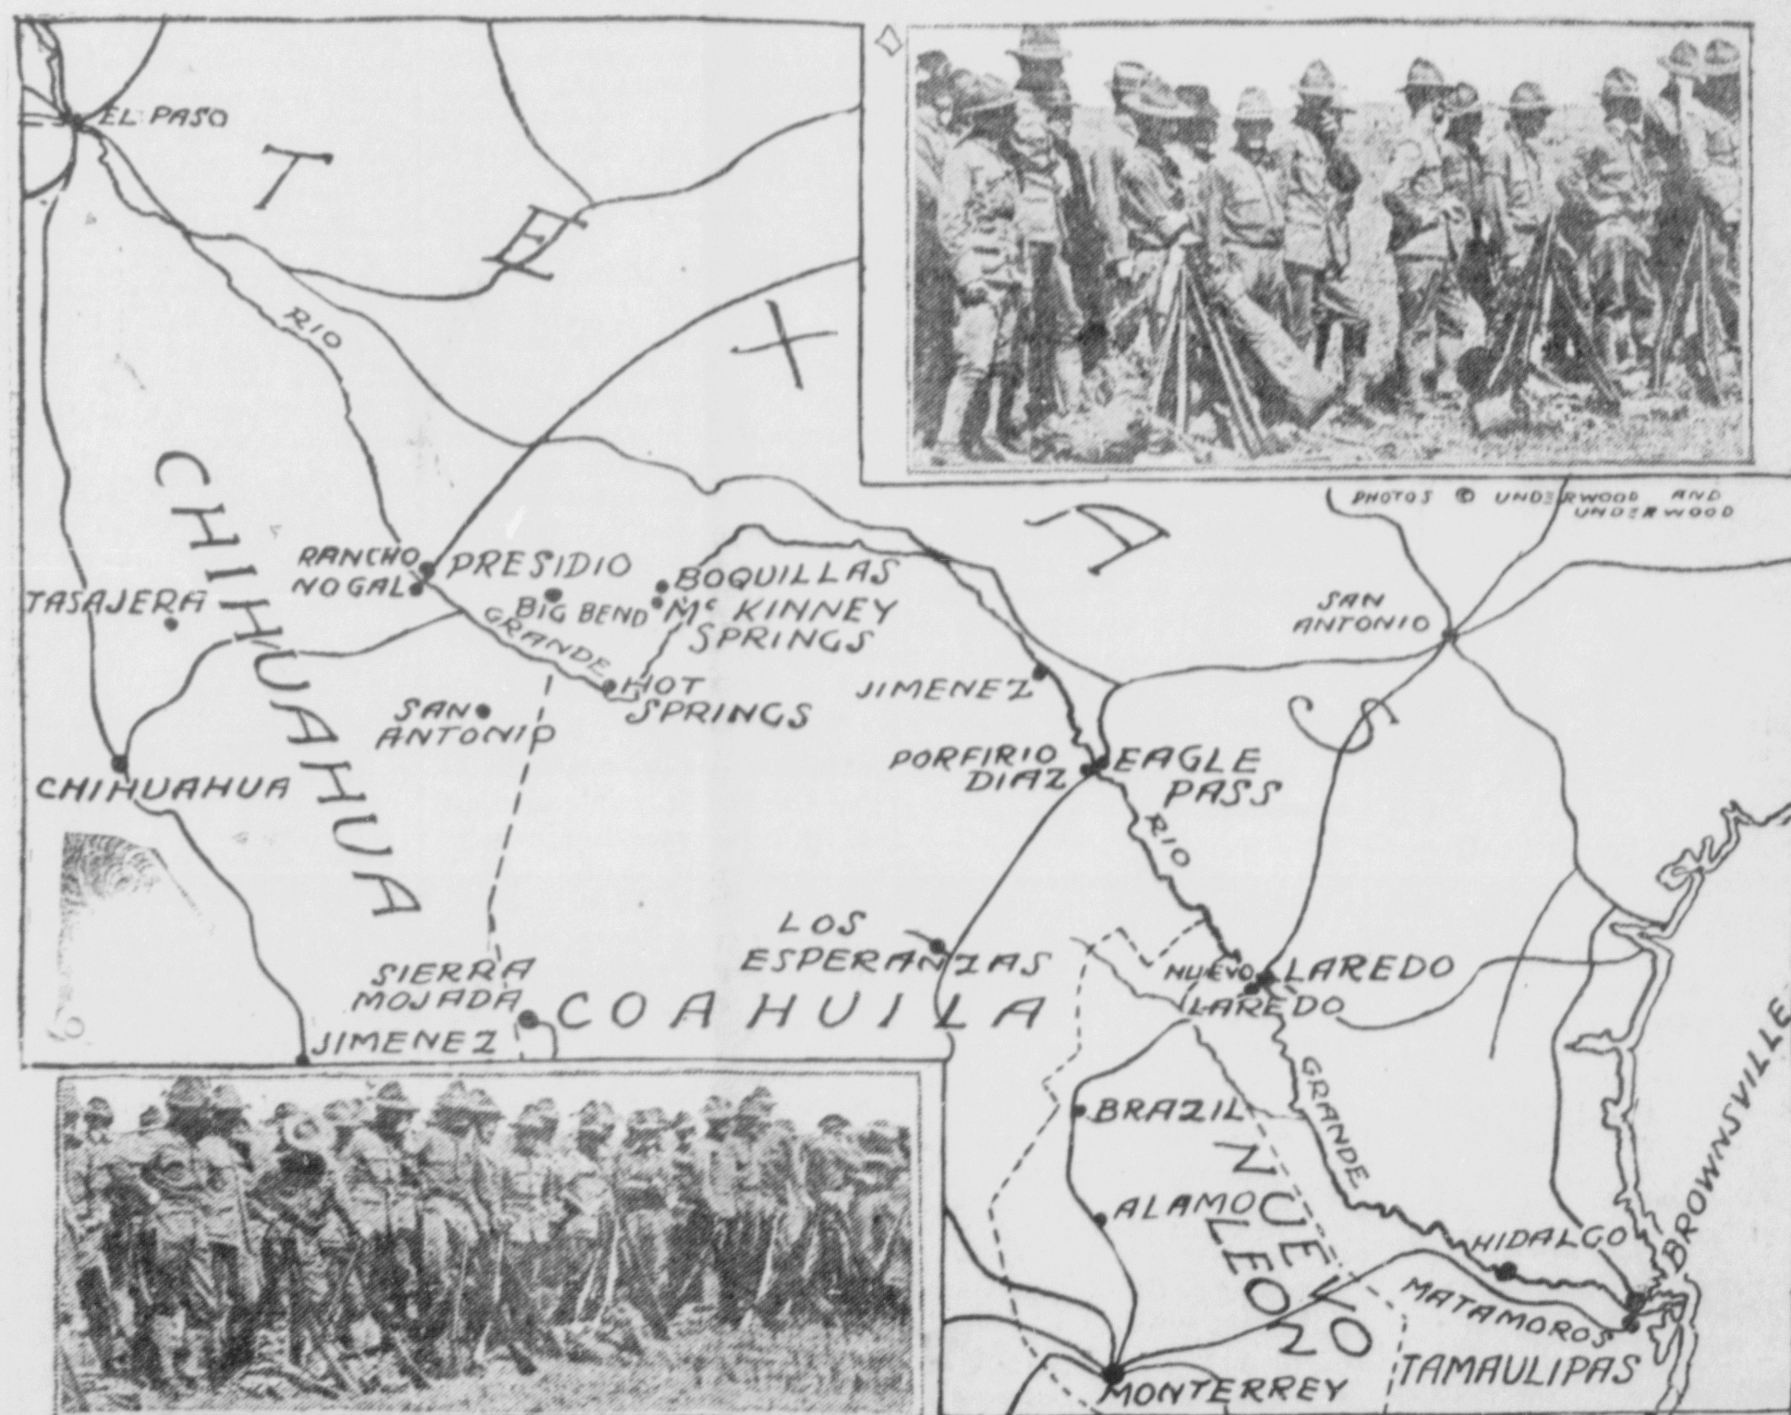 EL PASO
T
E
X
A
S
PHOTOS © UNDERWOOD AND
UNDERWOOD
RIO
CHIHUAHUA
RANCHO
NOGAL
PRESIDIO
BIG BEND
BOQUILLAS
Mc KINNEY
SPRINGS
TASAJERA
GRANDE
HOT
SPRINGS
SAN
ANTONIO
SAN
ANTONIO
JIMENEZ
CHIHUAHUA
PORFIRIO
DIAZ
EAGLE
PASS
RIO
LOS
ESPERANZAS
SIERRA
MOJADA
COAHUILA
JIMENEZ
NUEVO
LAREDO
LAREDO
GRANDE
BROWNSVILLE
BRAZIL
ALAMO
NUEVO
LEON
HIDALGO
MATAMOROS
TAMAULIPAS
MONTERREY